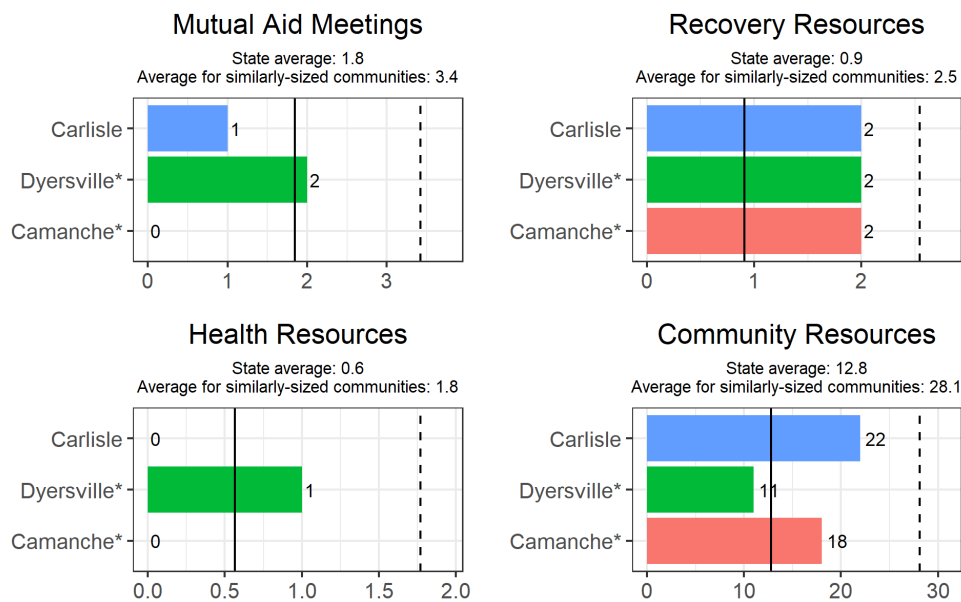 Mutual Aid Meetings
State average: 1.8
Average for similarly-sized communities: 3.4
Carlisle
1
Dyersville*
2
Camanche*
0
0 1 2 3
Recovery Resources
State average: 0.9
Average for similarly-sized communities: 2.5
Carlisle
2
Dyersville*
2
Camanche*
2
0 1 2
Health Resources
State average: 0.6
Average for similarly-sized communities: 1.8
Carlisle
0
Dyersville*
1
Camanche*
0
0.0 0.5 1.0 1.5 2.0
Community Resources
State average: 12.8
Average for similarly-sized communities: 28.1
Carlisle
22
Dyersville*
11
Camanche*
18
0 10 20 30